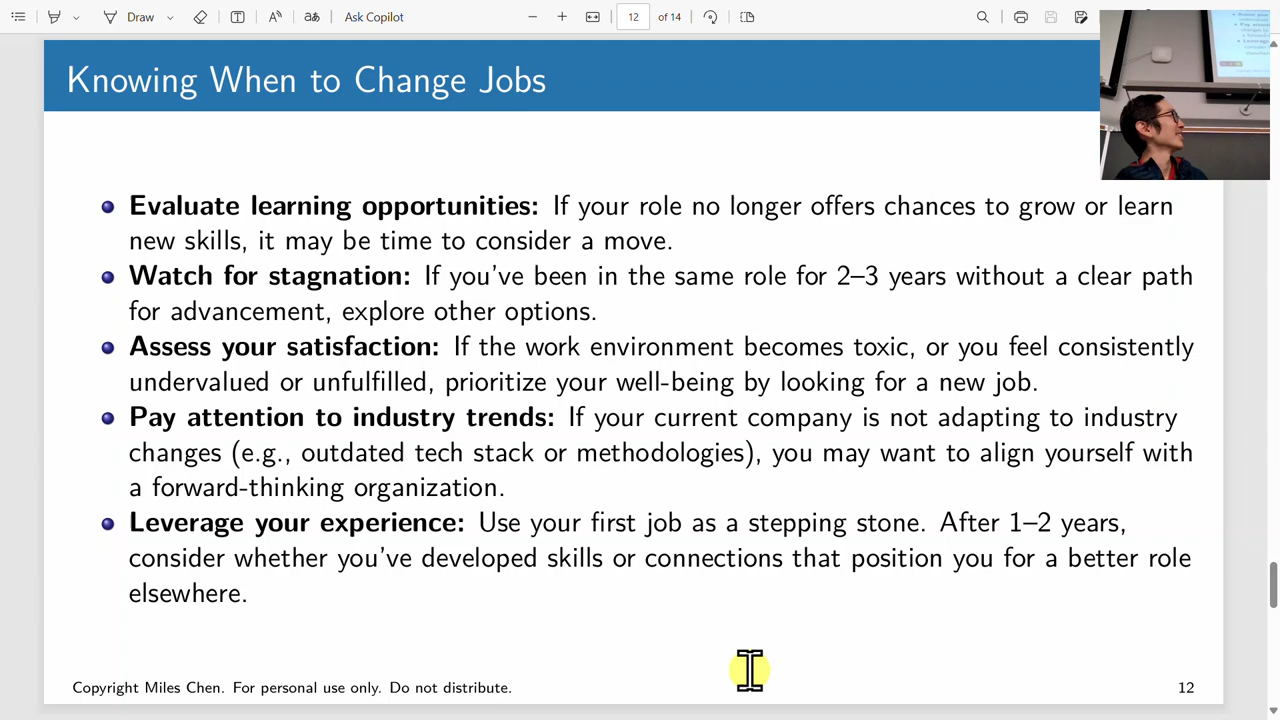 Draw
Ask Copilot
12 of 14
Knowing When to Change Jobs
Evaluate learning opportunities: If your role no longer offers chances to grow or learn
new skills, it may be time to consider a move.
Watch for stagnation: If you've been in the same role for 2–3 years without a clear path
for advancement, explore other options.
Assess your satisfaction: If the work environment becomes toxic, or you feel consistently
undervalued or unfulfilled, prioritize your well-being by looking for a new job.
Pay attention to industry trends: If your current company is not adapting to industry
changes (e.g., outdated tech stack or methodologies), you may want to align yourself with
a forward-thinking organization.
Leverage your experience: Use your first job as a stepping stone. After 1–2 years,
consider whether you've developed skills or connections that position you for a better role
elsewhere.
Copyright Miles Chen. For personal use only. Do not distribute.
12